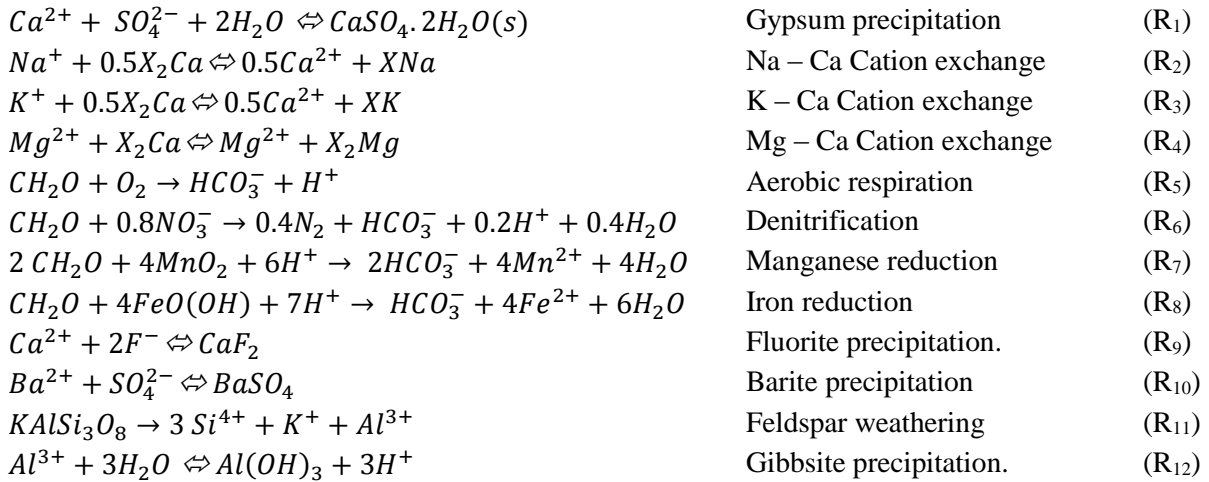 Ca²⁺ + SO₄²⁻ + 2H₂O ⇔ CaSO₄.2H₂O(s) Gypsum precipitation (R₁)
Na⁺ + 0.5X₂Ca ⇔ 0.5Ca²⁺ + XNa Na – Ca Cation exchange (R₂)
K⁺ + 0.5X₂Ca ⇔ 0.5Ca²⁺ + XK K – Ca Cation exchange (R₃)
Mg²⁺ + X₂Ca ⇔ Mg²⁺ + X₂Mg Mg – Ca Cation exchange (R₄)
CH₂O + O₂ → HCO₃⁻ + H⁺ Aerobic respiration (R₅)
CH₂O + 0.8NO₃⁻ → 0.4N₂ + HCO₃⁻ + 0.2H⁺ + 0.4H₂O Denitrification (R₆)
2 CH₂O + 4MnO₂ + 6H⁺ → 2HCO₃⁻ + 4Mn²⁺ + 4H₂O Manganese reduction (R₇)
CH₂O + 4FeO(OH) + 7H⁺ → HCO₃⁻ + 4Fe²⁺ + 6H₂O Iron reduction (R₈)
Ca²⁺ + 2F⁻ ⇔ CaF₂ Fluorite precipitation. (R₉)
Ba²⁺ + SO₄²⁻ ⇔ BaSO₄ Barite precipitation (R₁₀)
KAlSi₃O₈ → 3 Si⁴⁺ + K⁺ + Al³⁺ Feldspar weathering (R₁₁)
Al³⁺ + 3H₂O ⇔ Al(OH)₃ + 3H⁺ Gibbsite precipitation. (R₁₂)